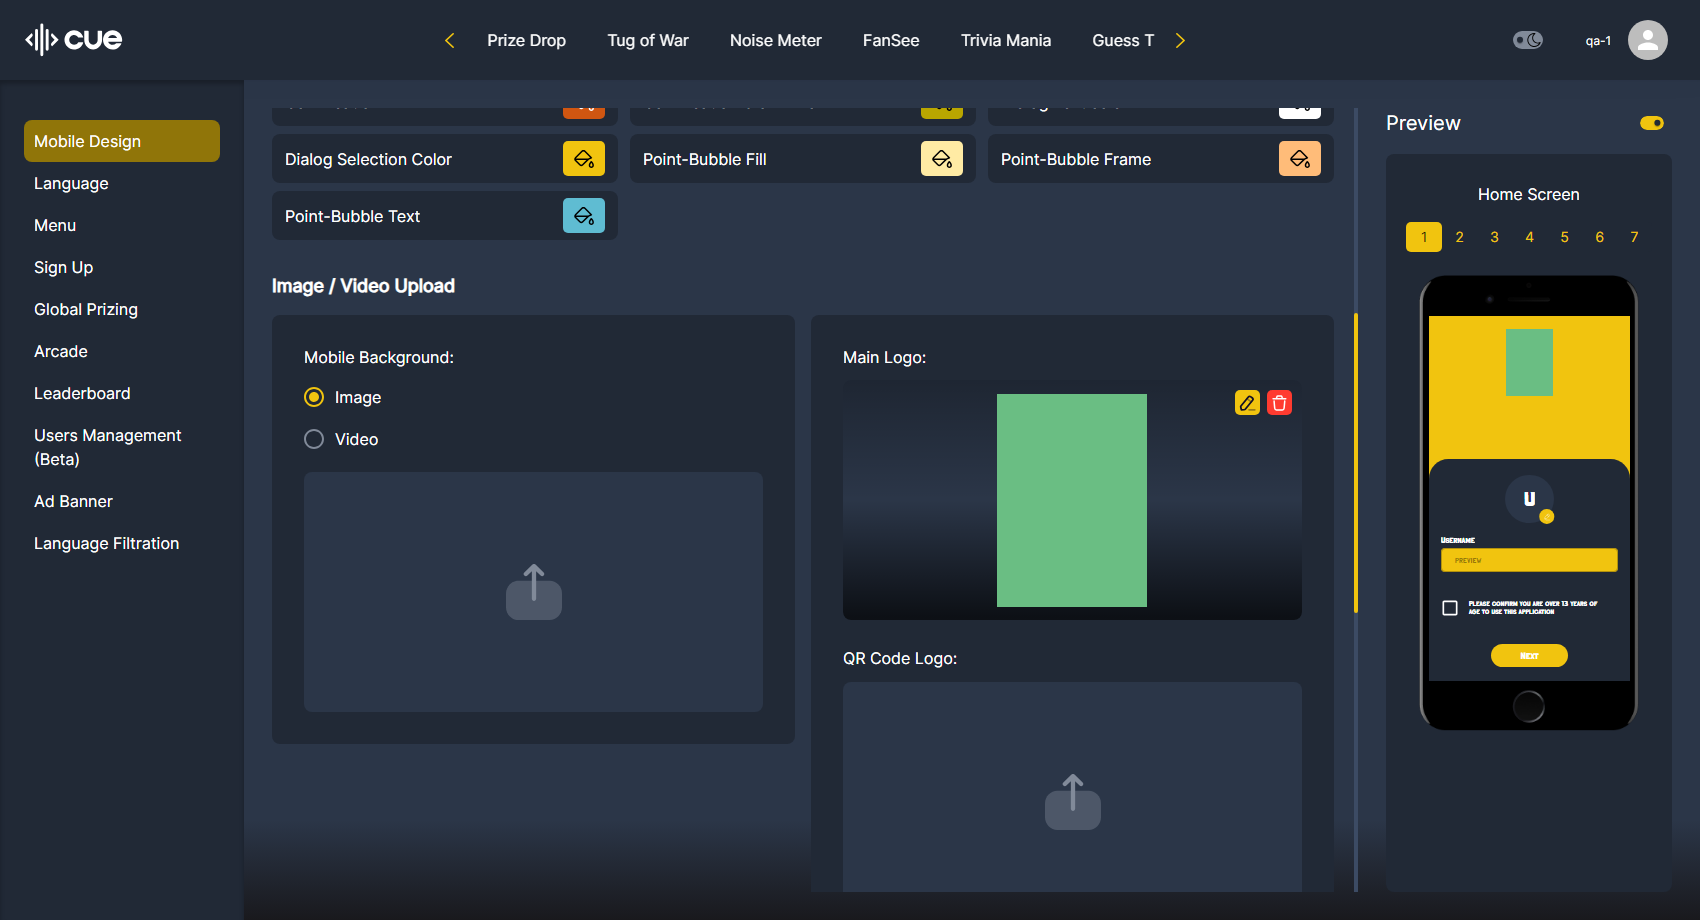 cue
Prize Drop
Tug of War
Noise Meter
FanSee
Trivia Mania
Guess T
qa-1
Mobile Design
Language
Menu
Sign Up
Global Prizing
Arcade
Leaderboard
Users Management
(Beta)
Ad Banner
Language Filtration
Dialog Selection Color
Point-Bubble Fill
Point-Bubble Frame
Point-Bubble Text
Image / Video Upload
Mobile Background:
Image
Video
Main Logo:
QR Code Logo:
Preview
Home Screen
1 2 3 4 5 6 7
U
Username
PREVIEW
Please confirm you are over 13 years of
age to use this application
Next